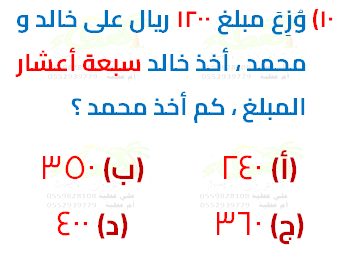 ١٠) وُزِعَ مبلغ ١٢٠٠ ريال على خالد و
محمد ، أخذ خالد سبعة أعشار
المبلغ ، كم أخذ محمد ؟
(أ) ٢٤٠ (ب) ٣٥٠
(ج) ٣٦٠ (د) ٤٠٠